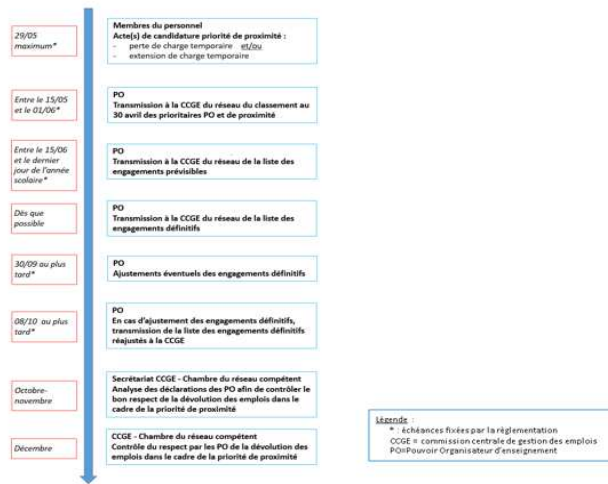 29/05
maximum*
Membres du personnel
Acte(s) de candidature priorité de proximité :
- perte de charge temporaire et/ou
- extension de charge temporaire
Entre le 15/05
et le 01/06*
PO
Transmission à la CCGE du réseau du classement au
30 avril des prioritaires PO et de proximité
Entre le 15/06
et le dernier
jour de l'année
scolaire*
PO
Transmission à la CCGE du réseau de la liste des
engagements prévisibles
Dès que
possible
PO
Transmission à la CCGE du réseau de la liste des
engagements définitifs
30/09 au plus
tard*
PO
Ajustements éventuels des engagements définitifs
08/10 au plus
tard*
PO
En cas d'ajustement des engagements définitifs,
transmission de la liste des engagements définitifs
réajustés à la CCGE
Octobre-
novembre
Secrétariat CCGE - Chambre du réseau compétent
Analyse des déclarations des PO afin de contrôler le
bon respect de la dévolution des emplois dans le
cadre de la priorité de proximité
Décembre
CCGE - Chambre du réseau compétent
Contrôle du respect par les PO de la dévolution des
emplois dans le cadre de la priorité de proximité
Légende :
* : échéances fixées par la règlementation
CCGE = commission centrale de gestion des emplois
PO=Pouvoir Organisateur d'enseignement